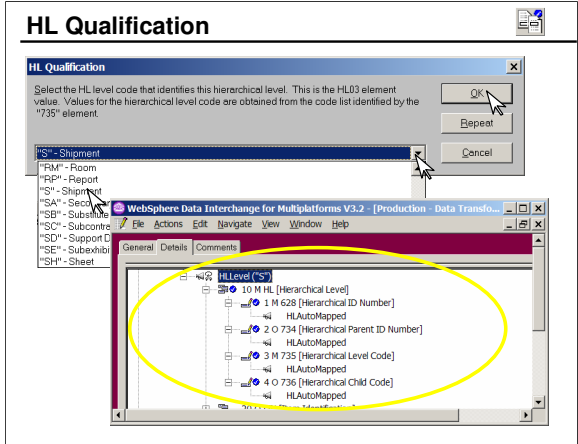 HL Qualification
HL Qualification
Select the HL level code that identifies this hierarchical level. This is the HL03 element
value. Values for the hierarchical level code are obtained from the code list identified by the
"735" element.
OK
Repeat
Cancel
"S" - Shipment
"RM" - Room
"RP" - Report
"S" - Shipment
"SA" -
"SB" - Substitute
"SC" - Subcontra
"SD" - Support D
"SE" - Subexhibi
"SH" - Sheet
WebSphere Data Interchange for Multiplatforms V3.2 - [Production - Data Transfo...
File Actions Edit Navigate View Window Help
General Details Comments
HLLevel ("S")
10 M HL [Hierarchical Level]
1 M 628 [Hierarchical ID Number]
HLAutoMapped
2 O 734 [Hierarchical Parent ID Number]
HLAutoMapped
3 M 735 [Hierarchical Level Code]
HLAutoMapped
4 O 736 [Hierarchical Child Code]
HLAutoMapped